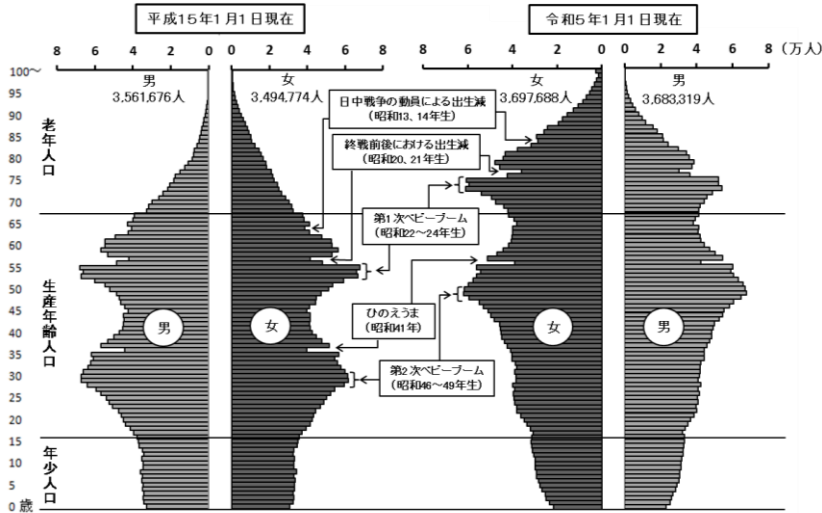 平成15年1月1日現在
令和5年1月1日現在
8 6 4 2 0 0 2 4 6 8 8 6 4 2 0 0 2 4 6 8 (万人)
男
3,561,676人
女
3,494,774人
女
3,697,688人
男
3,683,319人
日中戦争の動員による出生減
(昭和13、14年生)
終戦前後における出生減
(昭和20、21年生)
第1次ベビーブーム
(昭和22~24年生)
ひのえうま
(昭和41年)
第2次ベビーブーム
(昭和46~49年生)
男
女
女
男
老年人口
生産年齢人口
年少人口
100~
95
90
85
80
75
70
65
60
55
50
45
40
35
30
25
20
15
10
5
0 歳